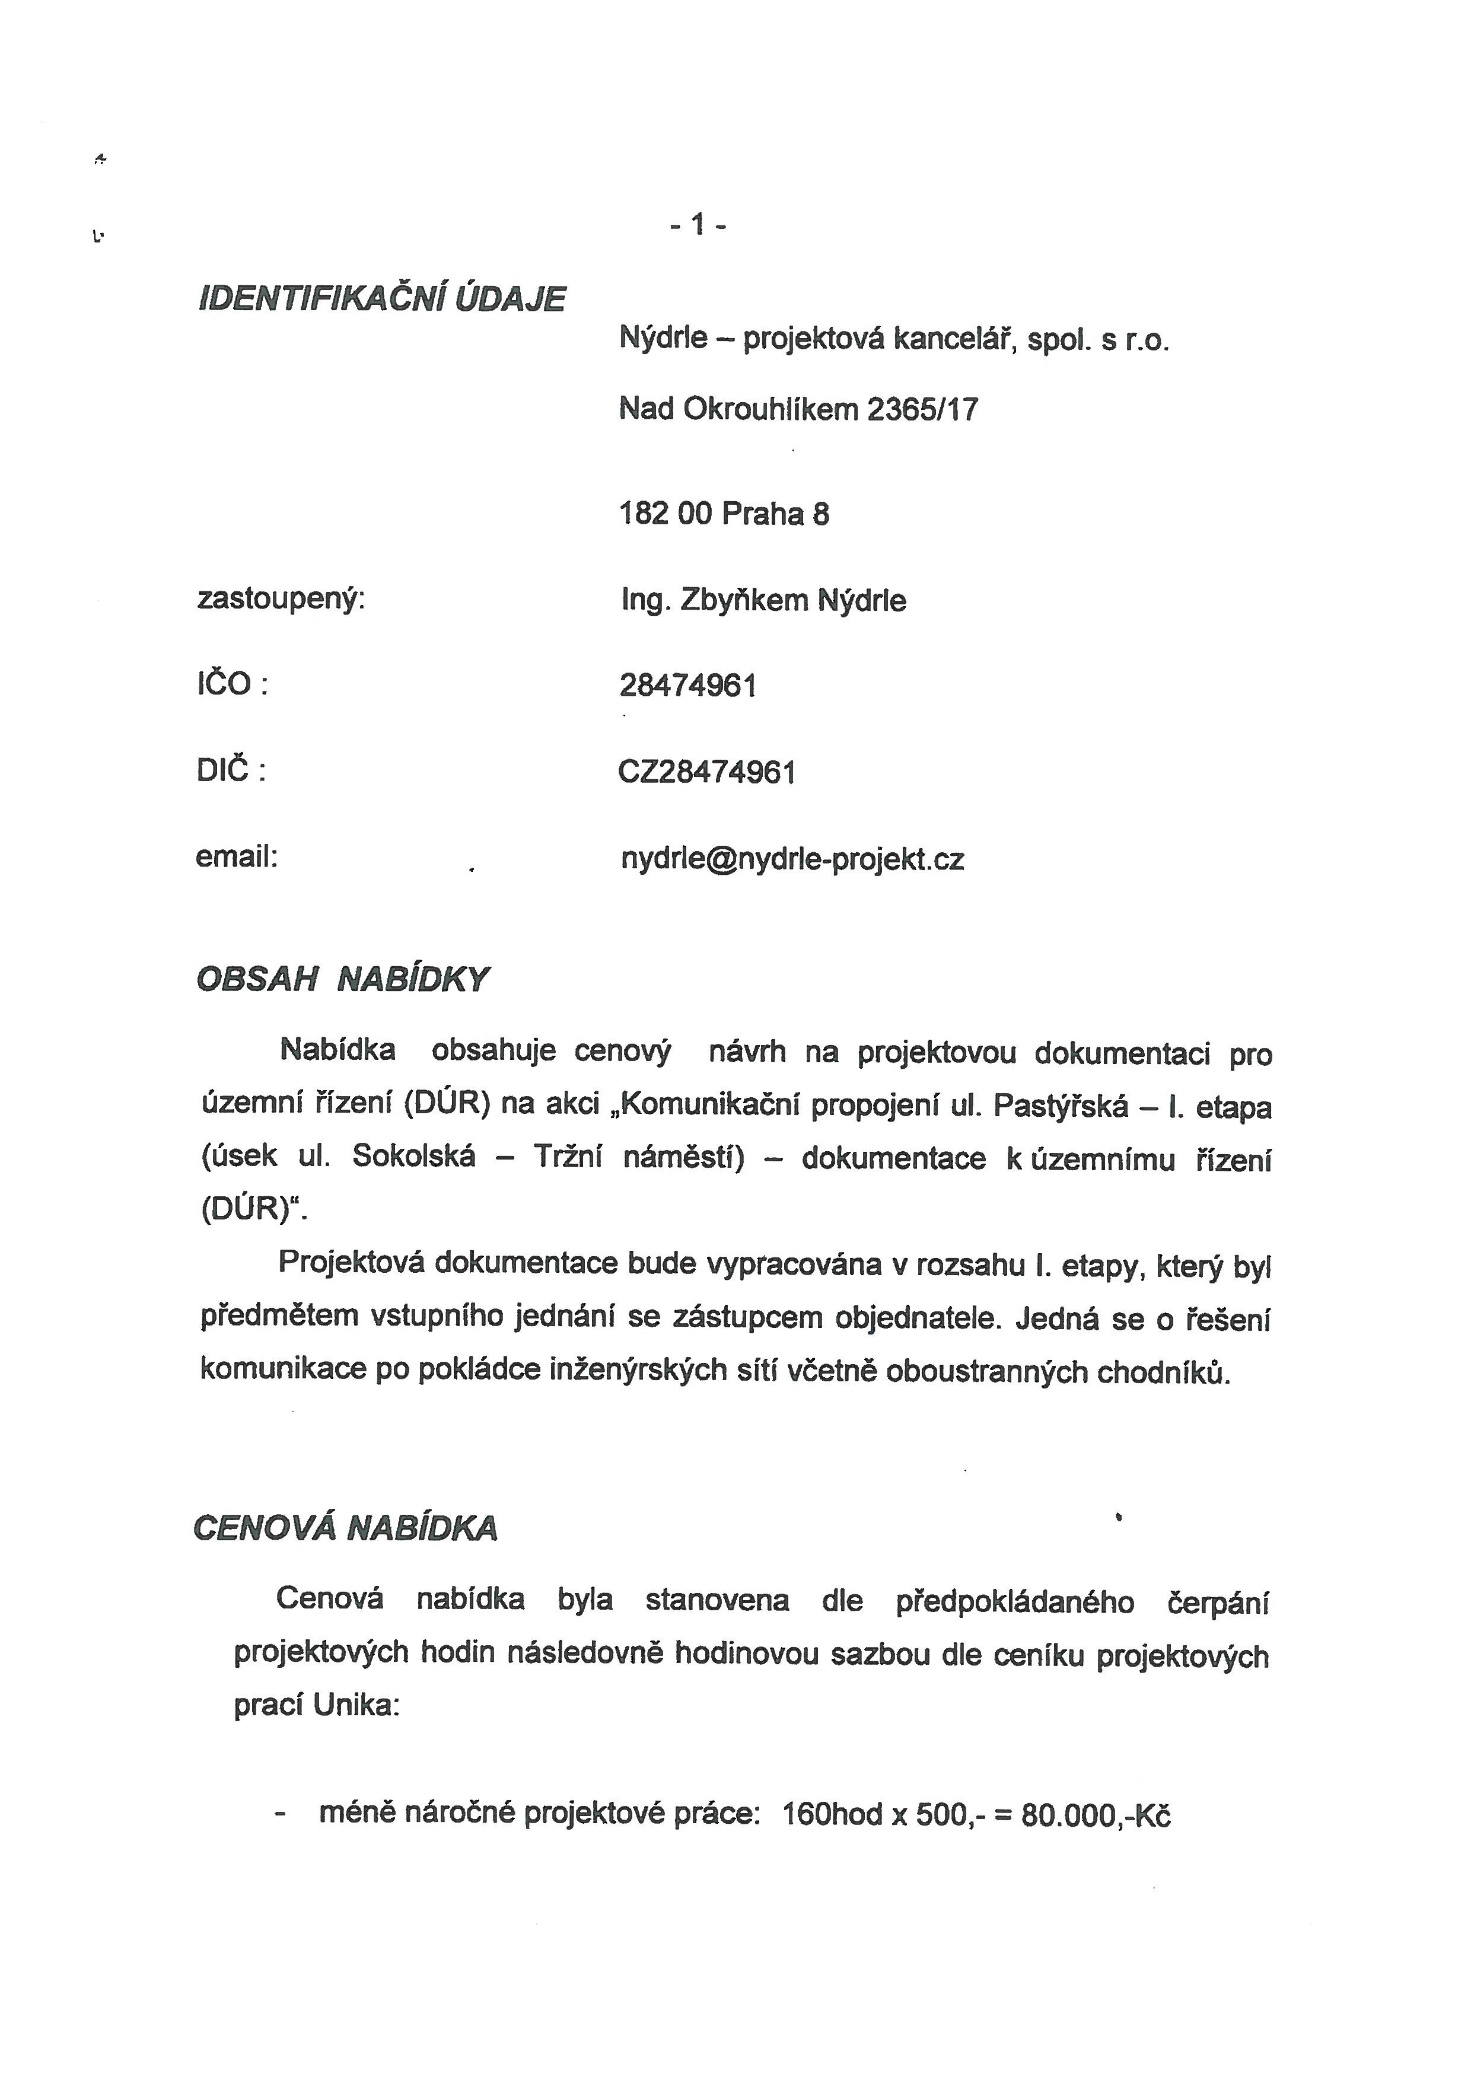 - 1 -
IDENTIFIKAČNÍ ÚDAJE
Nýdrle – projektová kancelář, spol. s r.o.
Nad Okrouhlíkem 2365/17
182 00 Praha 8
zastoupený: Ing. Zbyňkem Nýdrle
IČO : 28474961
DIČ : CZ28474961
email: nydrle@nydrle-projekt.cz
OBSAH NABÍDKY
Nabídka obsahuje cenový návrh na projektovou dokumentaci pro
územní řízení (DÚR) na akci „Komunikační propojení ul. Pastýřská – I. etapa
(úsek ul. Sokolská – Tržní náměstí) – dokumentace k územnímu řízení
(DÚR)“.
Projektová dokumentace bude vypracována v rozsahu I. etapy, který byl
předmětem vstupního jednání se zástupcem objednatele. Jedná se o řešení
komunikace po pokládce inženýrských sítí včetně oboustranných chodníků.
CENOVÁ NABÍDKA
Cenová nabídka byla stanovena dle předpokládaného čerpání
projektových hodin následovně hodinovou sazbou dle ceníku projektových
prací Unika:
- méně náročné projektové práce: 160hod x 500,- = 80.000,-Kč